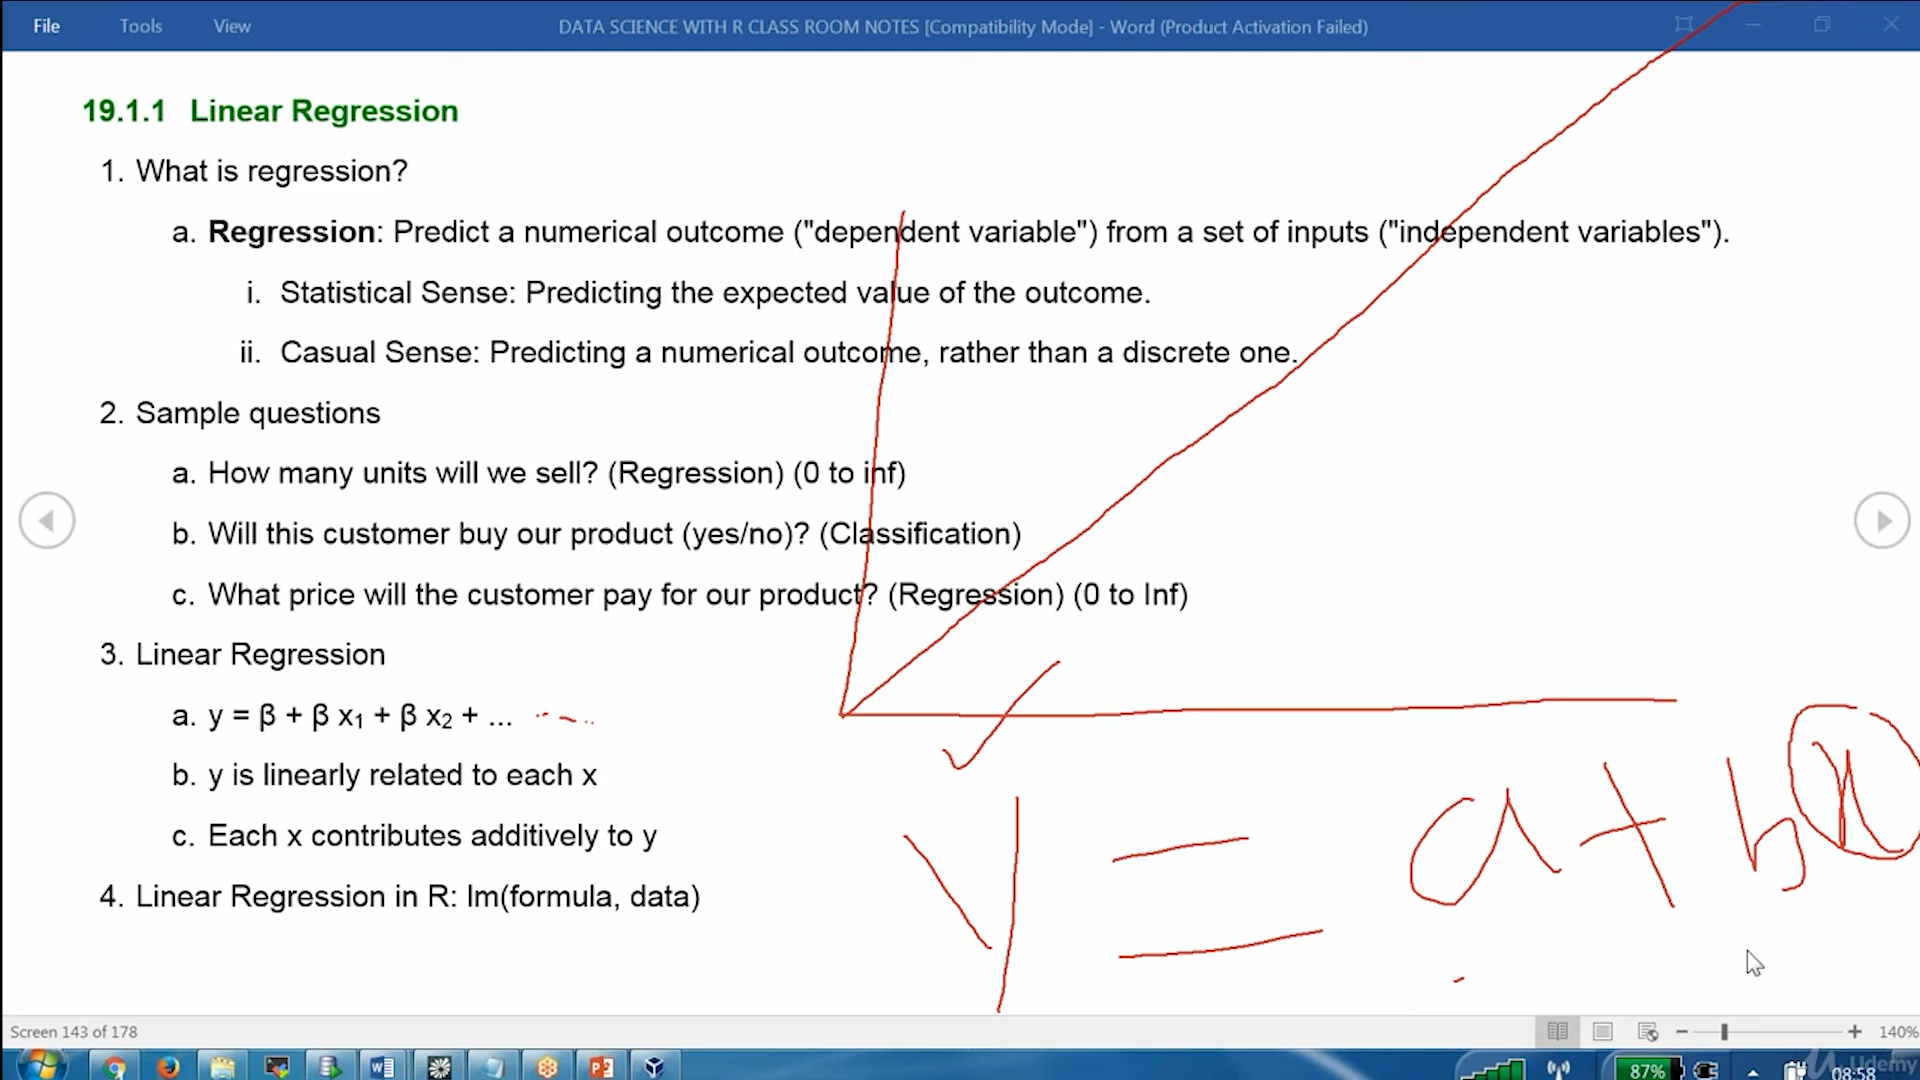 File Tools View DATA SCIENCE WITH R CLASS ROOM NOTES [Compatibility Mode] - Word (Product Activation Failed)
19.1.1 Linear Regression
1. What is regression?
a. Regression: Predict a numerical outcome ("dependent variable") from a set of inputs ("independent variables").
i. Statistical Sense: Predicting the expected value of the outcome.
ii. Casual Sense: Predicting a numerical outcome, rather than a discrete one.
2. Sample questions
a. How many units will we sell? (Regression) (0 to inf)
b. Will this customer buy our product (yes/no)? (Classification)
c. What price will the customer pay for our product? (Regression) (0 to Inf)
3. Linear Regression
a. y = β + β x₁ + β x₂ + ...
b. y is linearly related to each x
c. Each x contributes additively to y
y = a + b x
4. Linear Regression in R: lm(formula, data)
Screen 143 of 178 140%
87% 08:58 Udemy